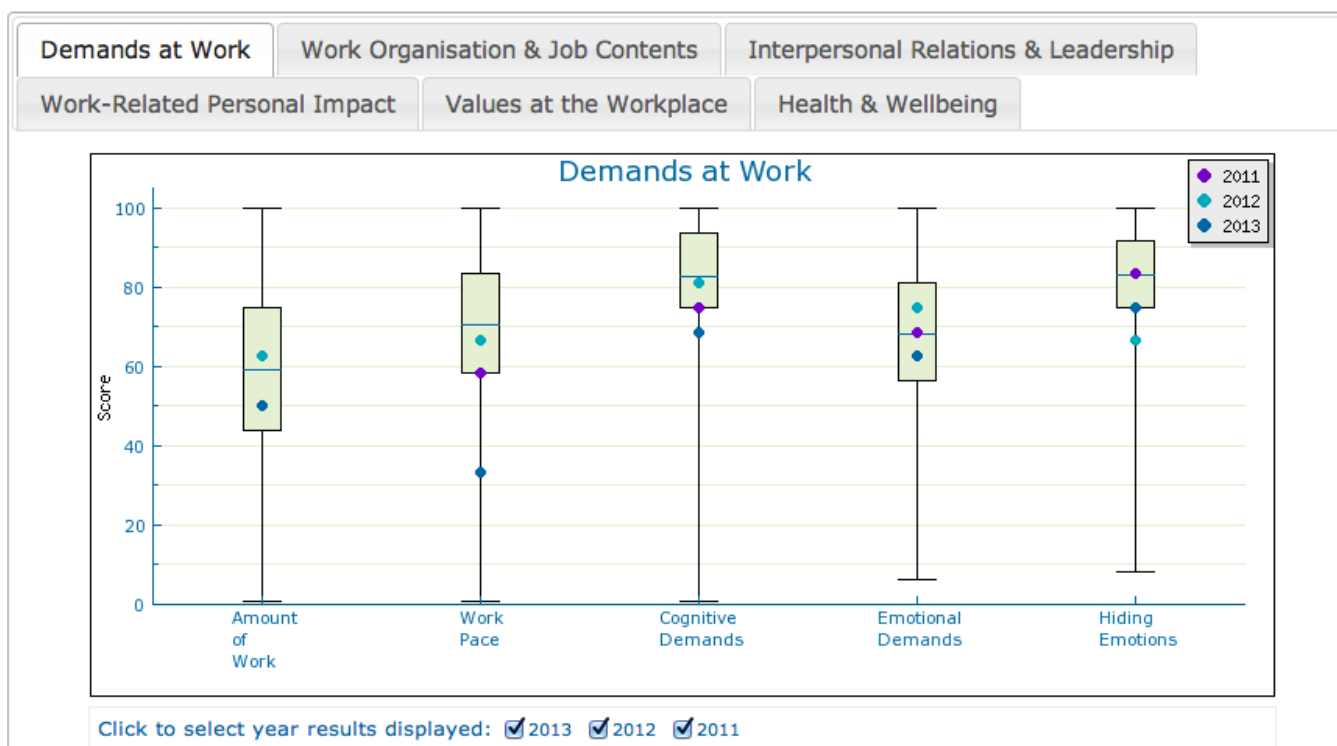 Demands at Work
Work Organisation & Job Contents
Interpersonal Relations & Leadership
Work-Related Personal Impact
Values at the Workplace
Health & Wellbeing
Demands at Work
2011
2012
2013
Score
100
80
60
40
20
0
Amount
of
Work
Work
Pace
Cognitive
Demands
Emotional
Demands
Hiding
Emotions
Click to select year results displayed: 2013 2012 2011